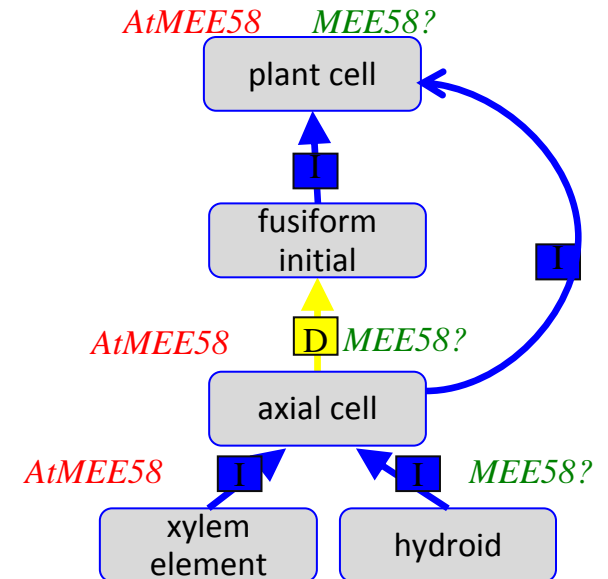 AtMEE58 MEE58?
plant cell
I
fusiform
initial
I
D
AtMEE58 MEE58?
axial cell
AtMEE58 I I MEE58?
xylem
element
hydroid